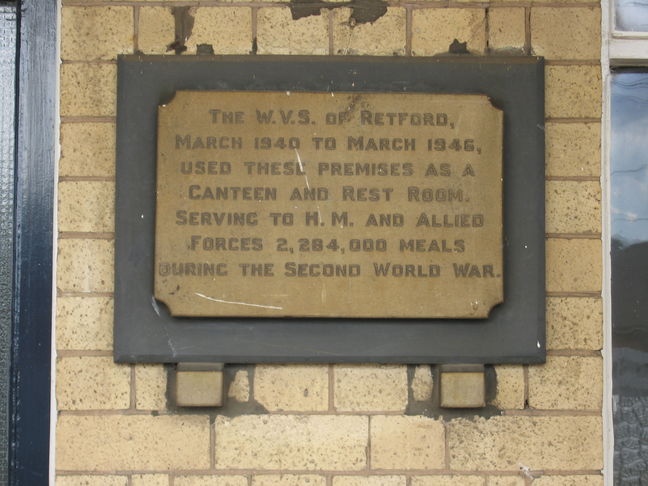 THE W.V.S. OF RETFORD,
MARCH 1940 TO MARCH 1946,
USED THESE PREMISES AS A
CANTEEN AND REST ROOM.
SERVING TO H.M. AND ALLIED
FORCES 2,284,000 MEALS
DURING THE SECOND WORLD WAR.